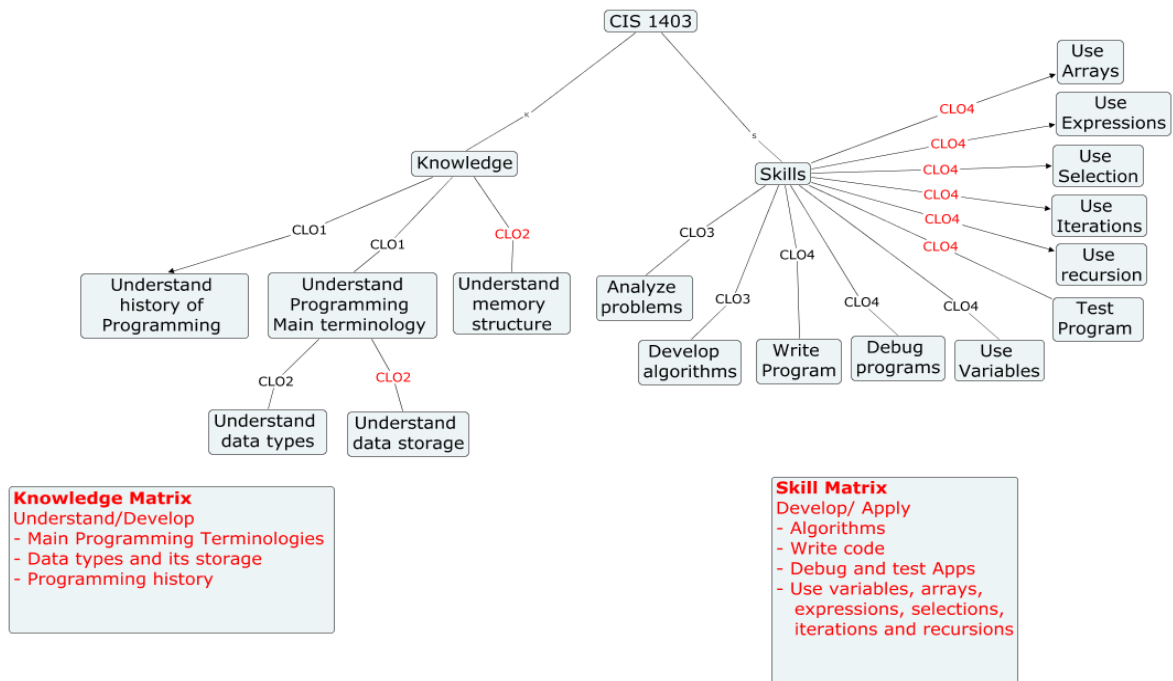 CIS 1403
K
S
Knowledge
Skills
CLO1
CLO1
CLO2
Understand
history of
Programming
Understand
Programming
Main terminology
Understand
memory
structure
CLO2
CLO2
Understand
data types
Understand
data storage
CLO4
CLO4
CLO4
CLO4
CLO4
CLO4
Use
Arrays
Use
Expressions
Use
Selection
Use
Iterations
Use
recursion
Test
Program
CLO3
CLO3
CLO4
CLO4
CLO4
Analyze
problems
Develop
algorithms
Write
Program
Debug
programs
Use
Variables
Knowledge Matrix
Understand/Develop
- Main Programming Terminologies
- Data types and its storage
- Programming history
Skill Matrix
Develop/ Apply
- Algorithms
- Write code
- Debug and test Apps
- Use variables, arrays,
expressions, selections,
iterations and recursions